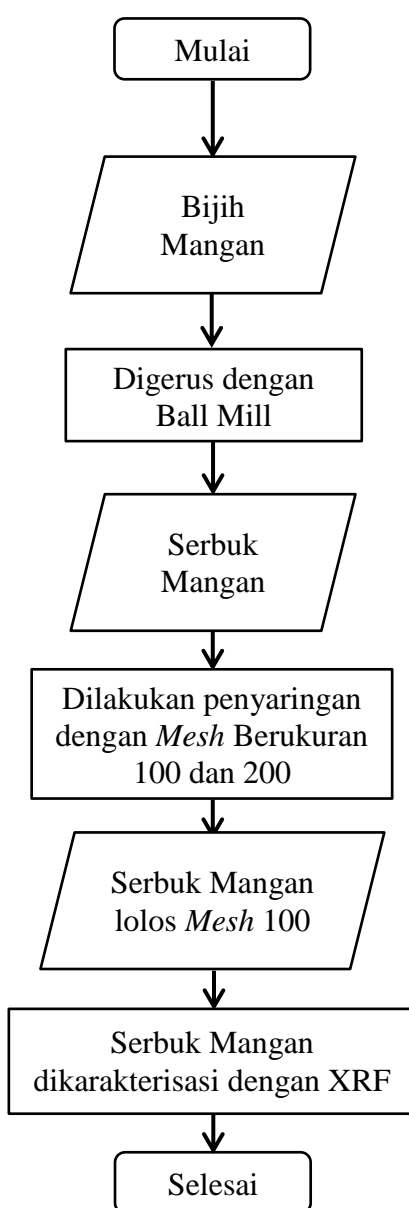 Mulai
Bijih
Mangan
Digerus dengan
Ball Mill
Serbuk
Mangan
Dilakukan penyaringan
dengan Mesh Berukuran
100 dan 200
Serbuk Mangan
lolos Mesh 100
Serbuk Mangan
dikarakterisasi dengan XRF
Selesai